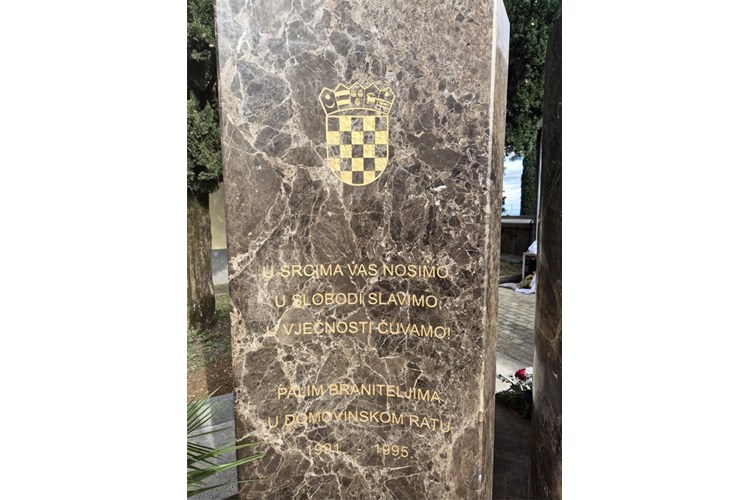 U SRCIMA VAS NOSIMO,
U SLOBODI SLAVIMO,
U VJEČNOSTI ČUVAMO!
PALIM BRANITELJIMA
U DOMOVINSKOM RATU
1991. - 1995.